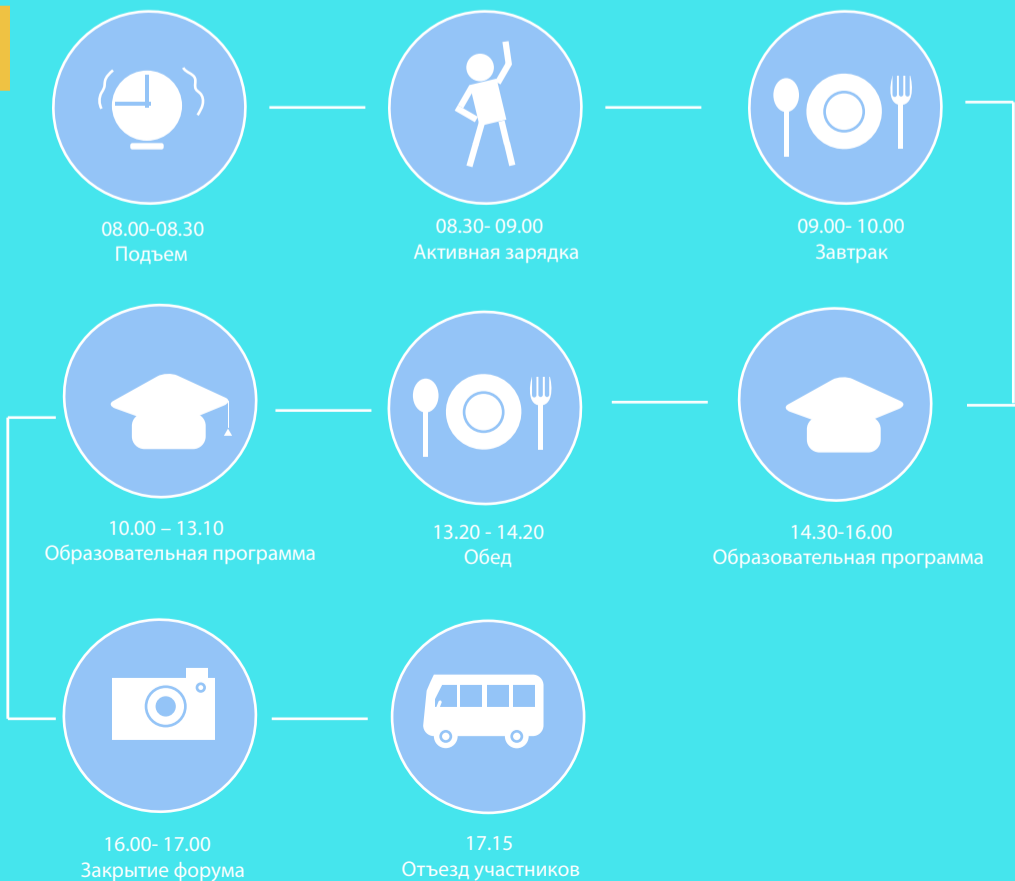 08.00-08.30
Подъем
08.30- 09.00
Активная зарядка
09.00- 10.00
Завтрак
10.00 – 13.10
Образовательная программа
13.20 - 14.20
Обед
14.30-16.00
Образовательная программа
16.00- 17.00
Закрытие форума
17.15
Отъезд участников